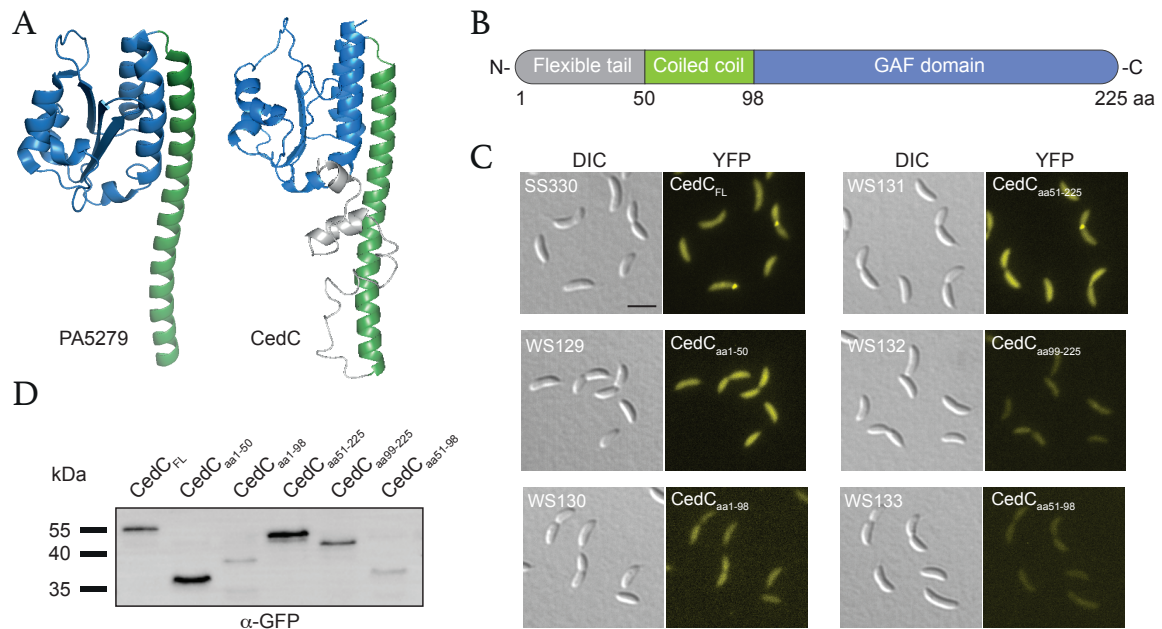 A
PA5279
CedC
B
N-
Flexible tail
Coiled coil
GAF domain
-C
1
50
98
225 aa
C
DIC
YFP
DIC
YFP
SS330
CedC_FL
WS131
CedC_aa51-225
WS129
CedC_aa1-50
WS132
CedC_aa99-225
WS130
CedC_aa1-98
WS133
CedC_aa51-98
D
kDa
CedC_FL
CedC_aa1-50
CedC_aa1-98
CedC_aa51-225
CedC_aa99-225
CedC_aa51-98
55
40
35
α-GFP